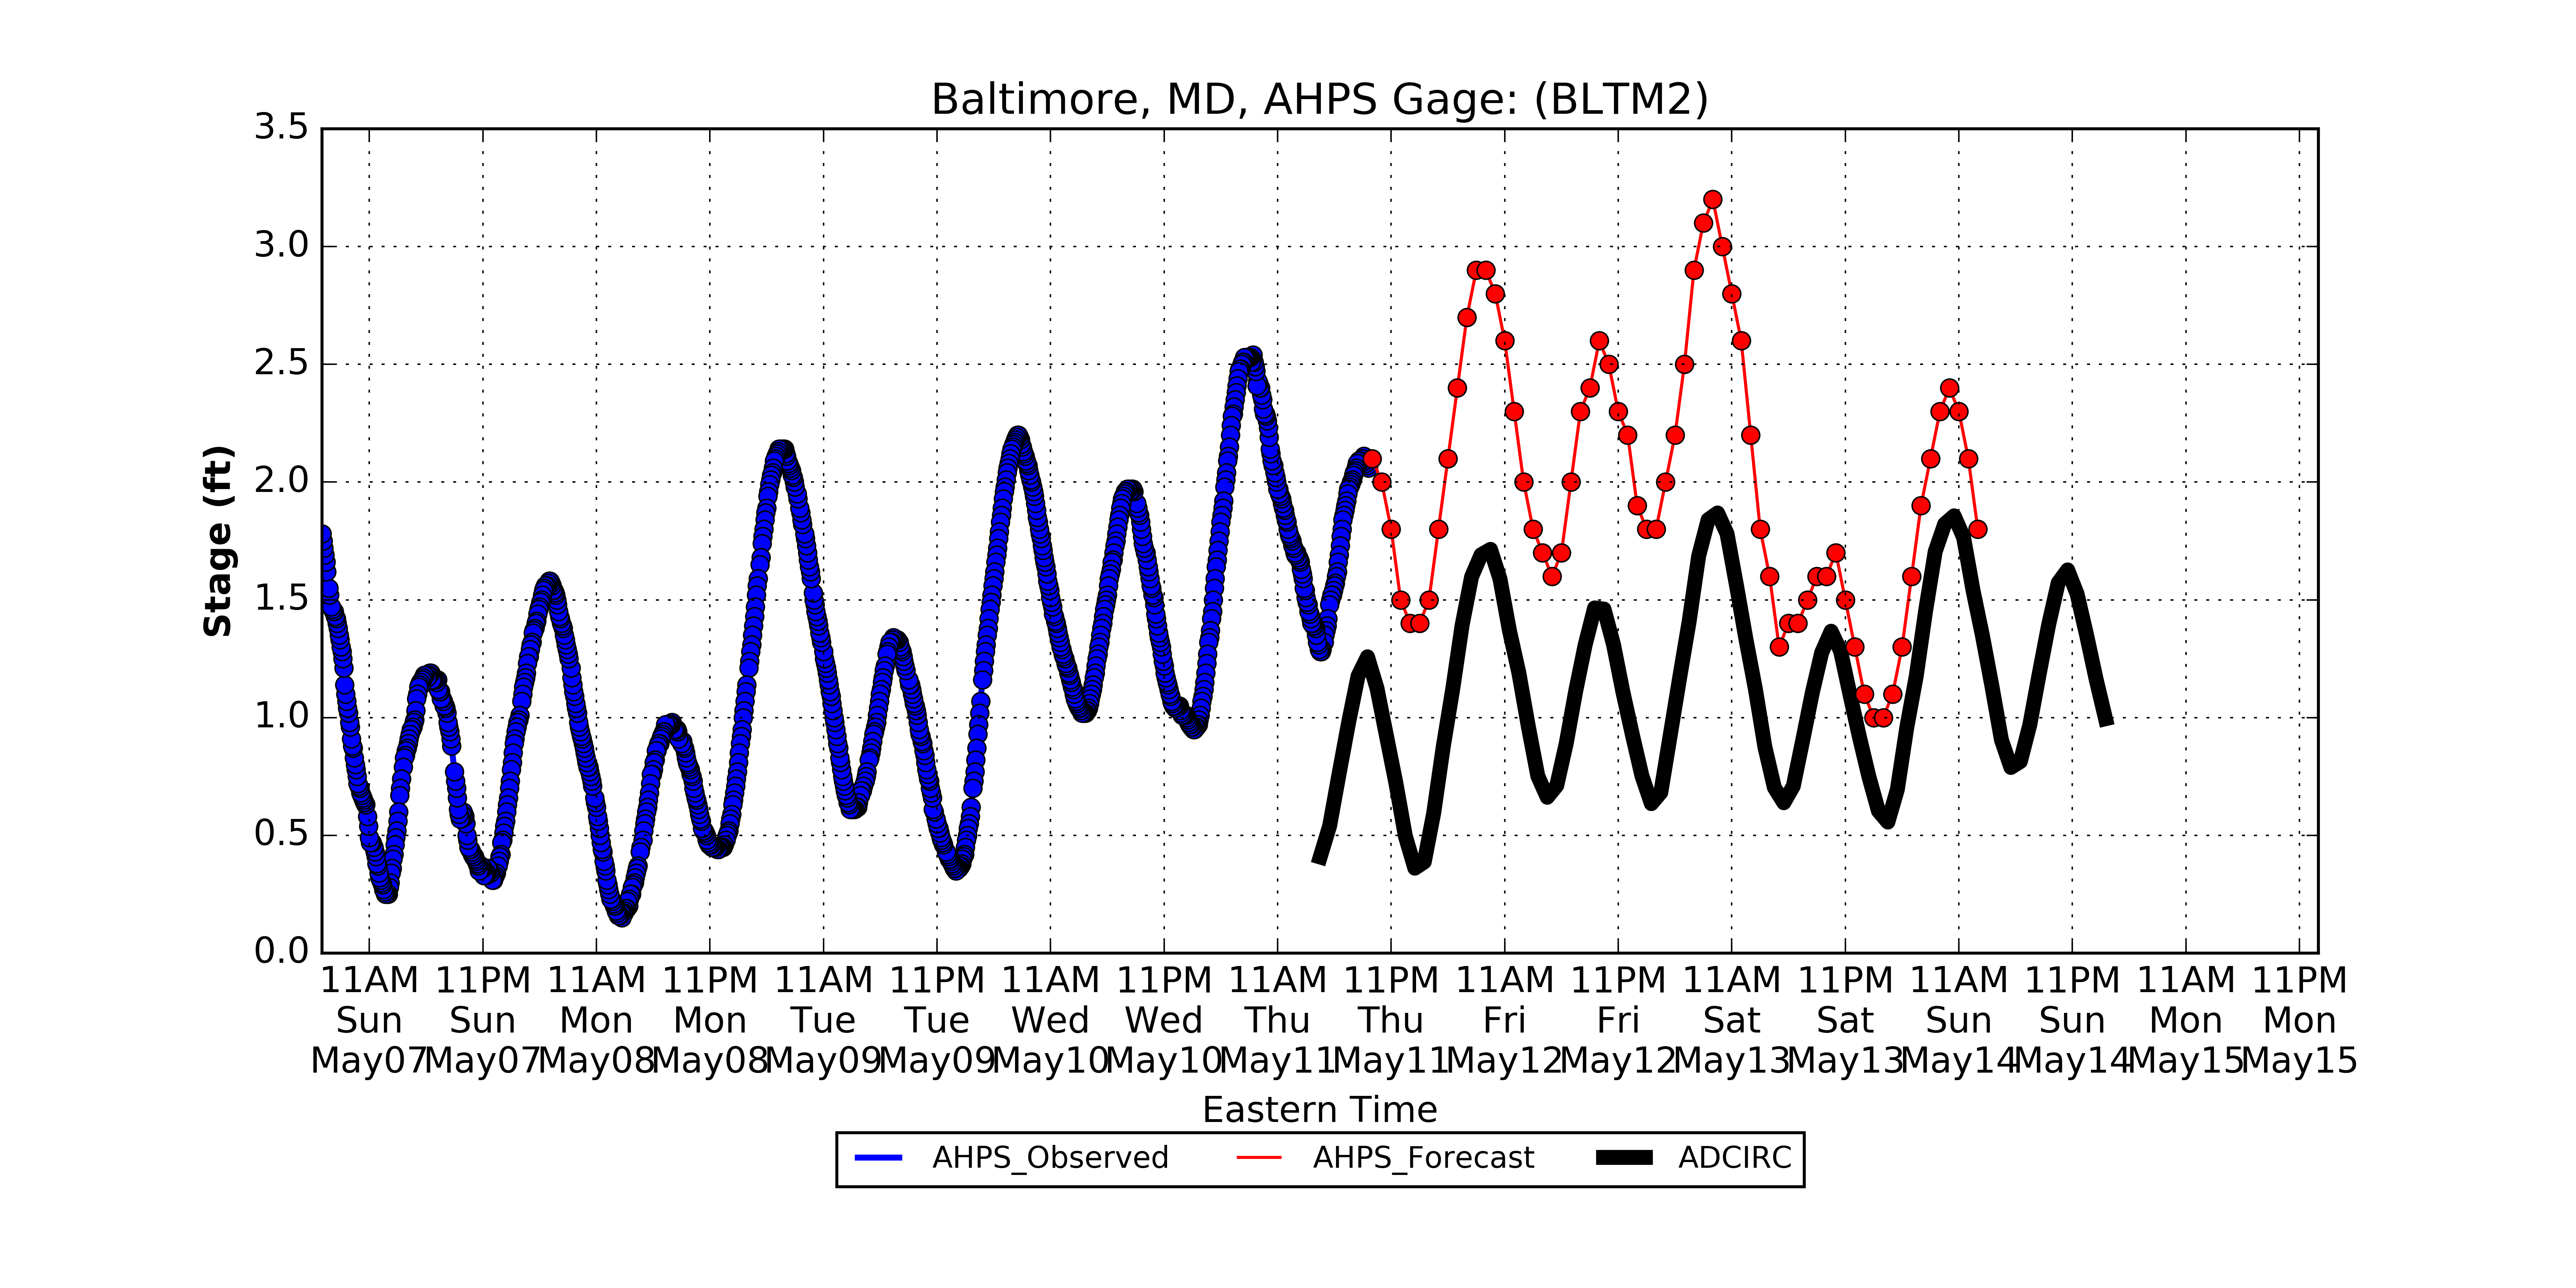 Baltimore, MD, AHPS Gage: (BLTM2)
3.5
3.0
2.5
2.0
1.5
1.0
0.5
0.0
Stage (ft)
11AM 11PM 11AM 11PM 11AM 11PM 11AM 11PM 11AM 11PM 11AM 11PM 11AM 11PM 11AM 11PM 11AM 11PM
Sun Sun Mon Mon Tue Tue Wed Wed Thu Thu Fri Fri Sat Sat Sun Sun Mon Mon
May07 May07 May08 May08 May09 May09 May10 May10 May11 May11 May12 May12 May13 May13 May14 May14 May15 May15
Eastern Time
AHPS_Observed AHPS_Forecast ADCIRC